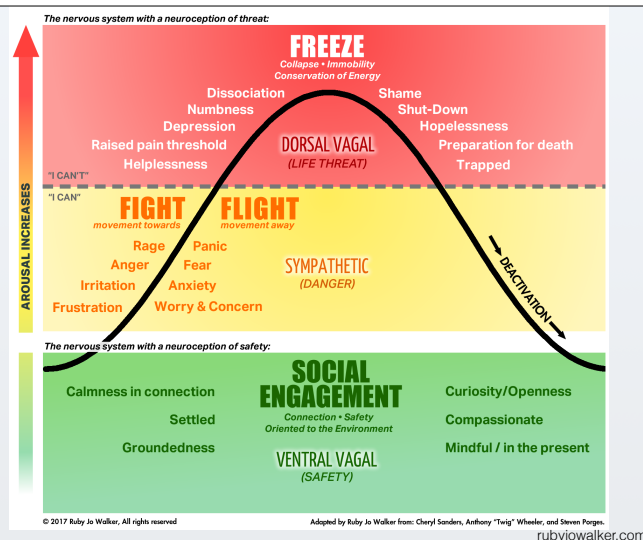 The nervous system with a neuroception of threat:
FREEZE
Collapse • Immobility
Conservation of Energy
Dissociation
Numbness
Depression
Raised pain threshold
Helplessness
Shame
Shut-Down
Hopelessness
Preparation for death
Trapped
DORSAL VAGAL
(LIFE THREAT)
"I CAN'T"
"I CAN"
AROUSAL INCREASES
FIGHT
movement towards
FLIGHT
movement away
Rage
Anger
Irritation
Frustration
Panic
Fear
Anxiety
Worry & Concern
SYMPATHETIC
(DANGER)
DEACTIVATION
The nervous system with a neuroception of safety:
SOCIAL
ENGAGEMENT
Connection • Safety
Oriented to the Environment
Calmness in connection
Settled
Groundedness
Curiosity/Openness
Compassionate
Mindful / in the present
VENTRAL VAGAL
(SAFETY)
© 2017 Ruby Jo Walker, All rights reserved
Adapted by Ruby Jo Walker from: Cheryl Sanders, Anthony "Twig" Wheeler, and Steven Porges.
rubyjowalker.com